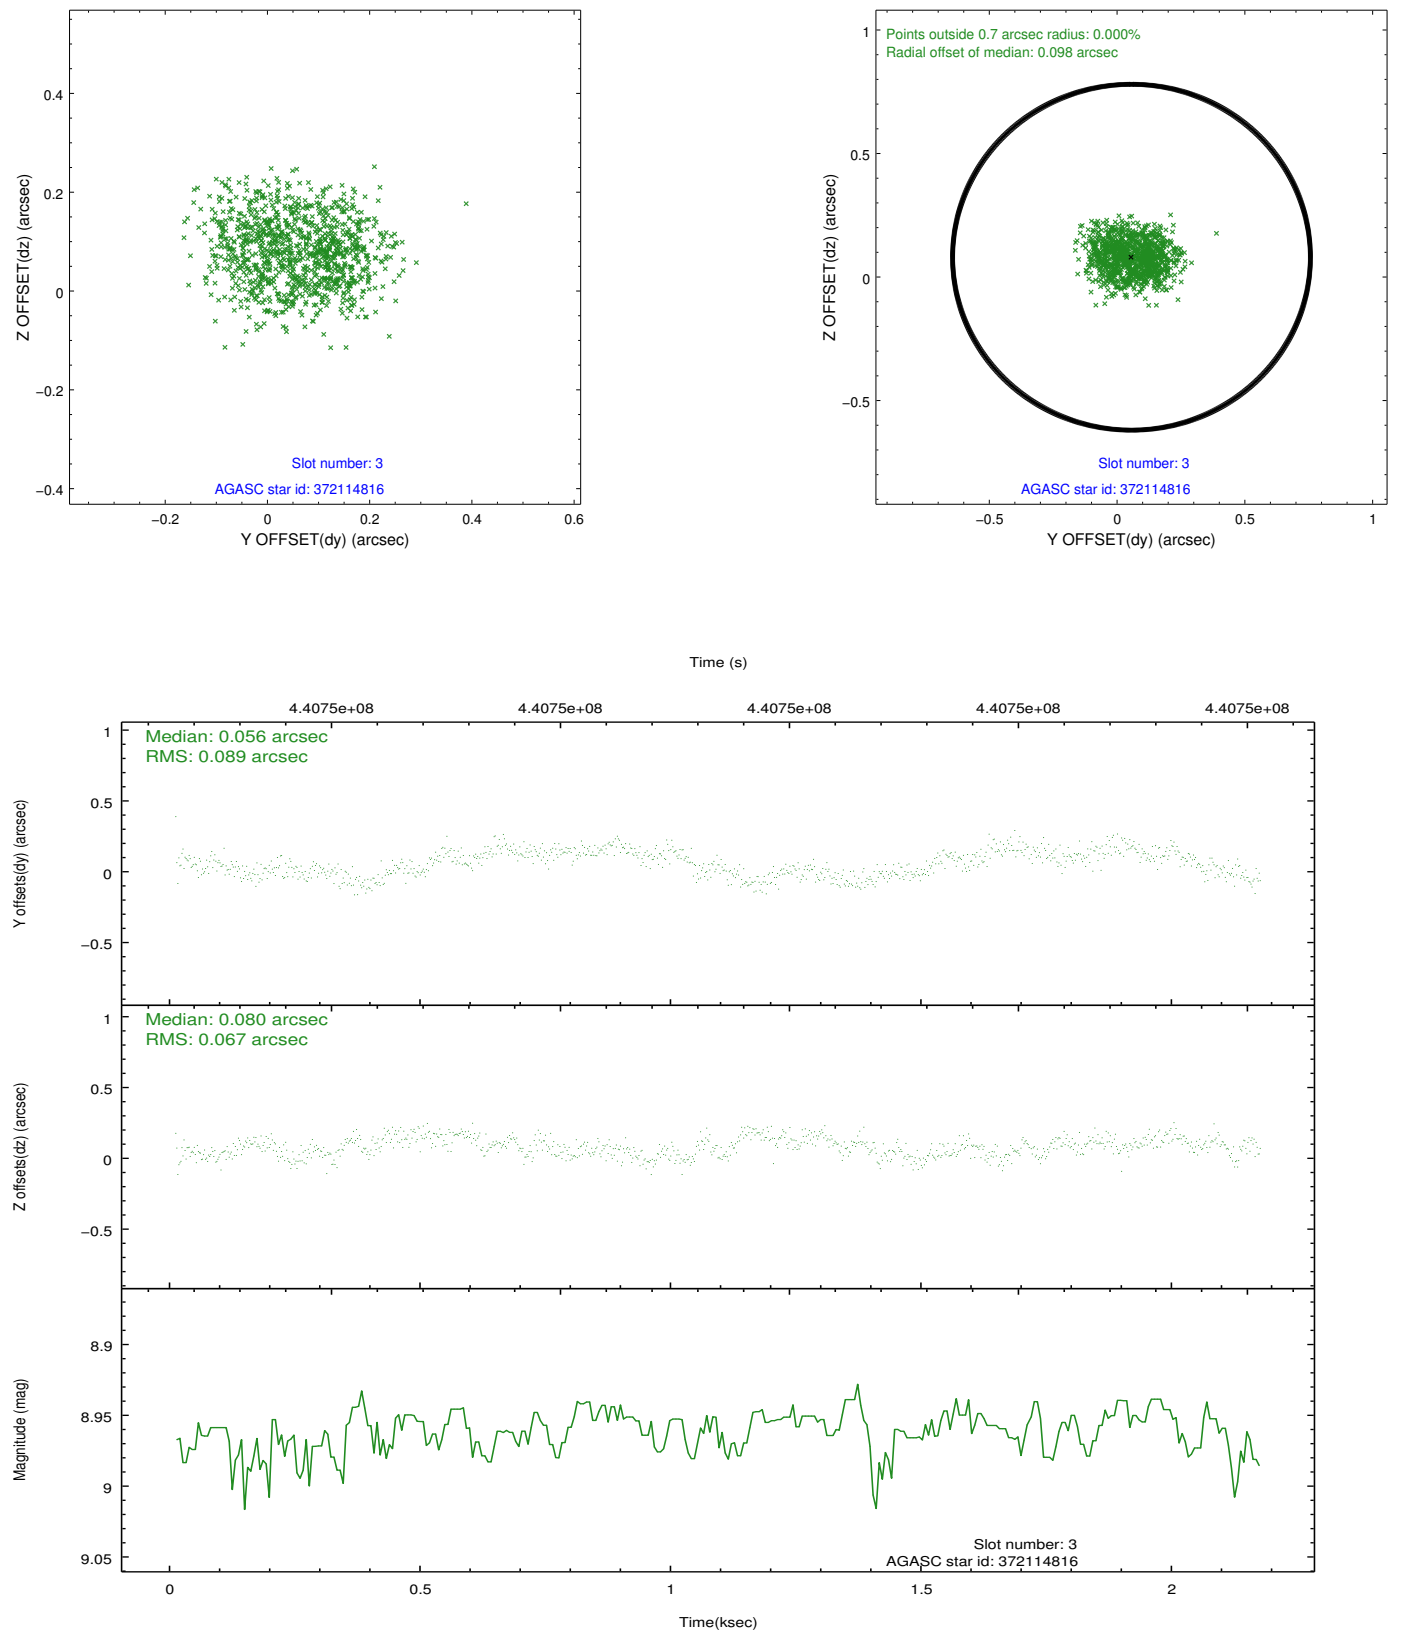 0.4
0.2
0
−0.2
−0.4
Z OFFSET(dz) (arcsec)
Slot number: 3
AGASC star id: 372114816
−0.2 0 0.2 0.4 0.6
Y OFFSET(dy) (arcsec)
Points outside 0.7 arcsec radius: 0.000%
Radial offset of median: 0.098 arcsec
1
0.5
0
−0.5
Z OFFSET(dz) (arcsec)
Slot number: 3
AGASC star id: 372114816
−0.5 0 0.5 1
Y OFFSET(dy) (arcsec)
Time (s)
4.4075e+08 4.4075e+08 4.4075e+08 4.4075e+08 4.4075e+08
Median: 0.056 arcsec
RMS: 0.089 arcsec
1
0.5
0
−0.5
Y offsets(dy) (arcsec)
Median: 0.080 arcsec
RMS: 0.067 arcsec
1
0.5
0
−0.5
Z offsets(dz) (arcsec)
8.9
8.95
9
9.05
Magnitude (mag)
Slot number: 3
AGASC star id: 372114816
0 0.5 1 1.5 2
Time(ksec)